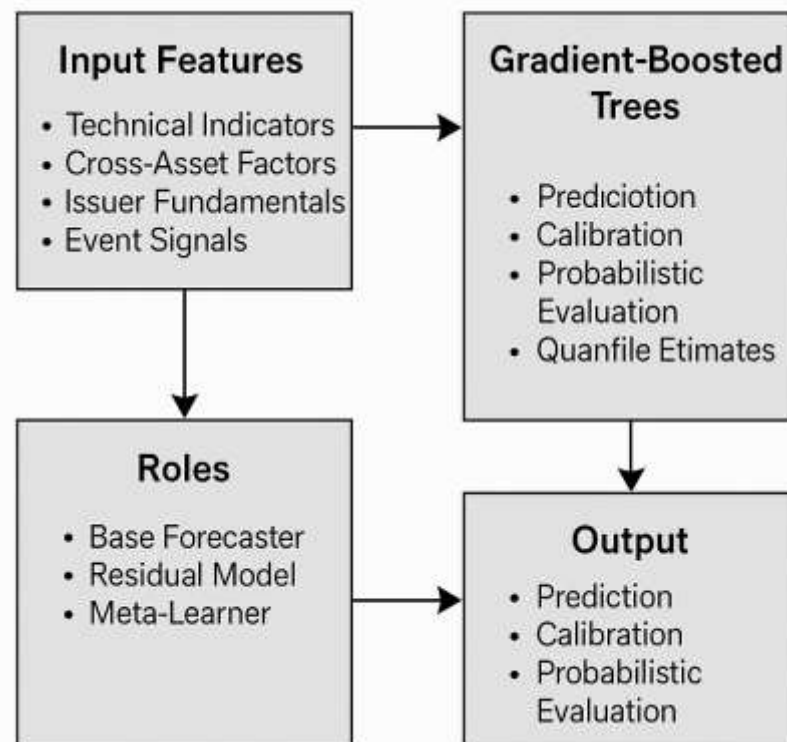 Input Features
• Technical Indicators
• Cross-Asset Factors
• Issuer Fundamentals
• Event Signals
Gradient-Boosted
Trees
• Prediciotion
• Calibration
• Probabilistic
Evaluation
• Quanfile Etimates
Roles
• Base Forecaster
• Residual Model
• Meta-Learner
Output
• Prediction
• Calibration
• Probabilistic
Evaluation